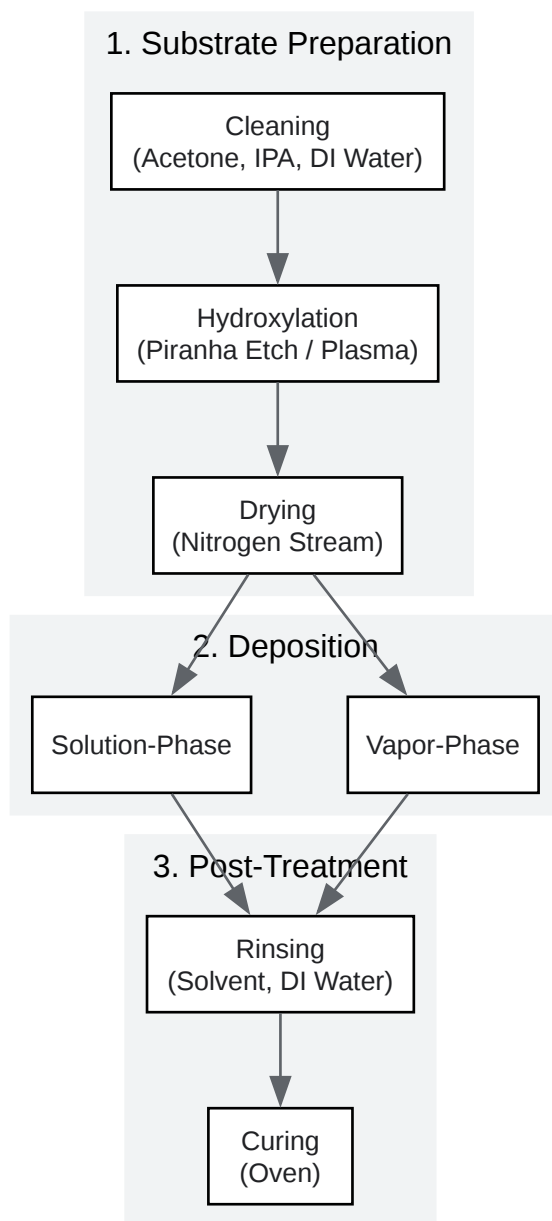 1. Substrate Preparation
Cleaning
(Acetone, IPA, DI Water)
Hydroxylation
(Piranha Etch / Plasma)
Drying
(Nitrogen Stream)
2. Deposition
Solution-Phase
Vapor-Phase
3. Post-Treatment
Rinsing
(Solvent, DI Water)
Curing
(Oven)